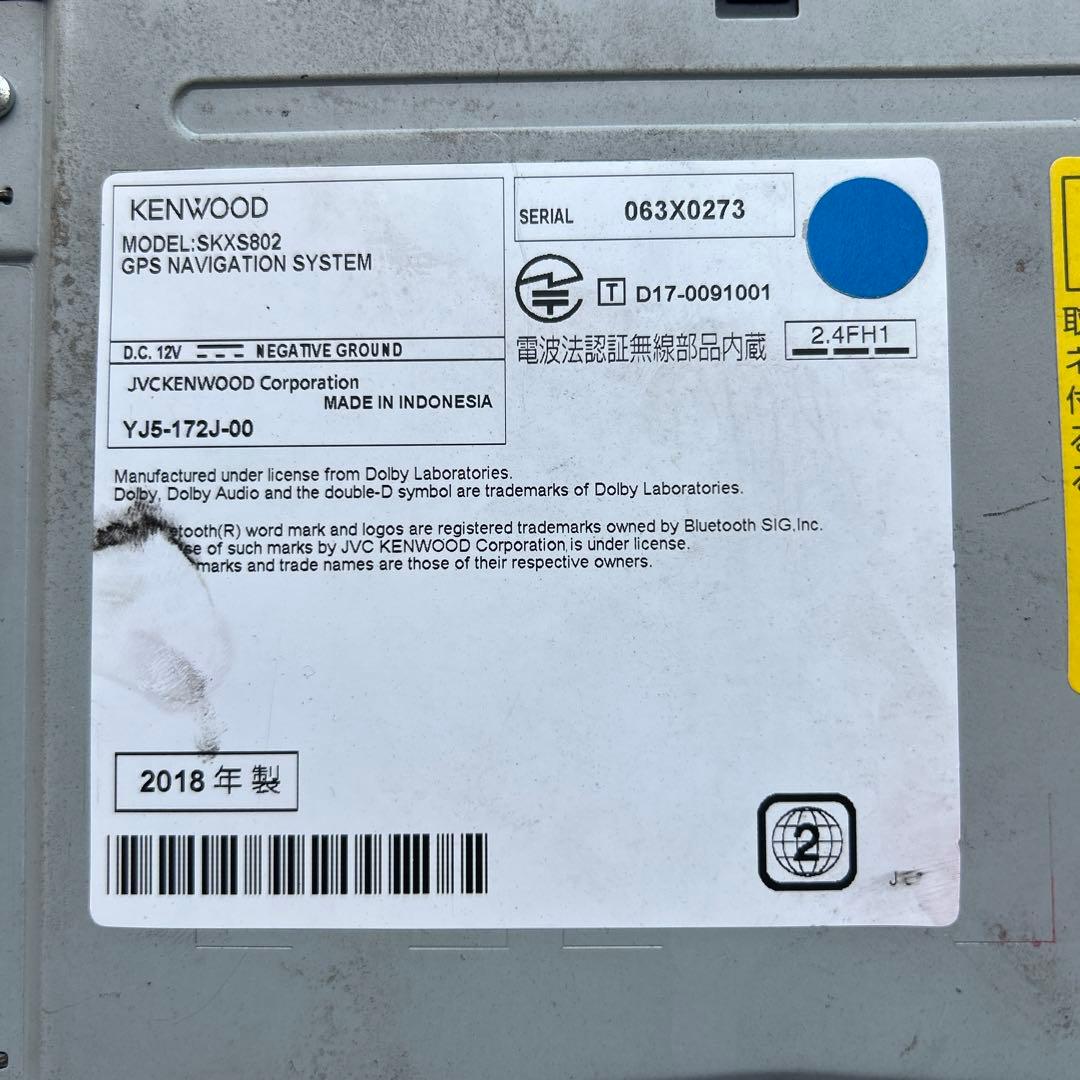 KENWOOD
MODEL:SKXS802
GPS NAVIGATION SYSTEM
D.C. 12V NEGATIVE GROUND
JVCKENWOOD Corporation
MADE IN INDONESIA
YJ5-172J-00
SERIAL 063X0273
T D17-0091001
電波法認証無線部品内蔵 2.4FH1
Manufactured under license from Dolby Laboratories.
Dolby, Dolby Audio and the double-D symbol are trademarks of Dolby Laboratories.
etooth(R) word mark and logos are registered trademarks owned by Bluetooth SIG,Inc.
se of such marks by JVC KENWOOD Corporation is under license.
marks and trade names are those of their respective owners.
2018 年 製
2
付
る